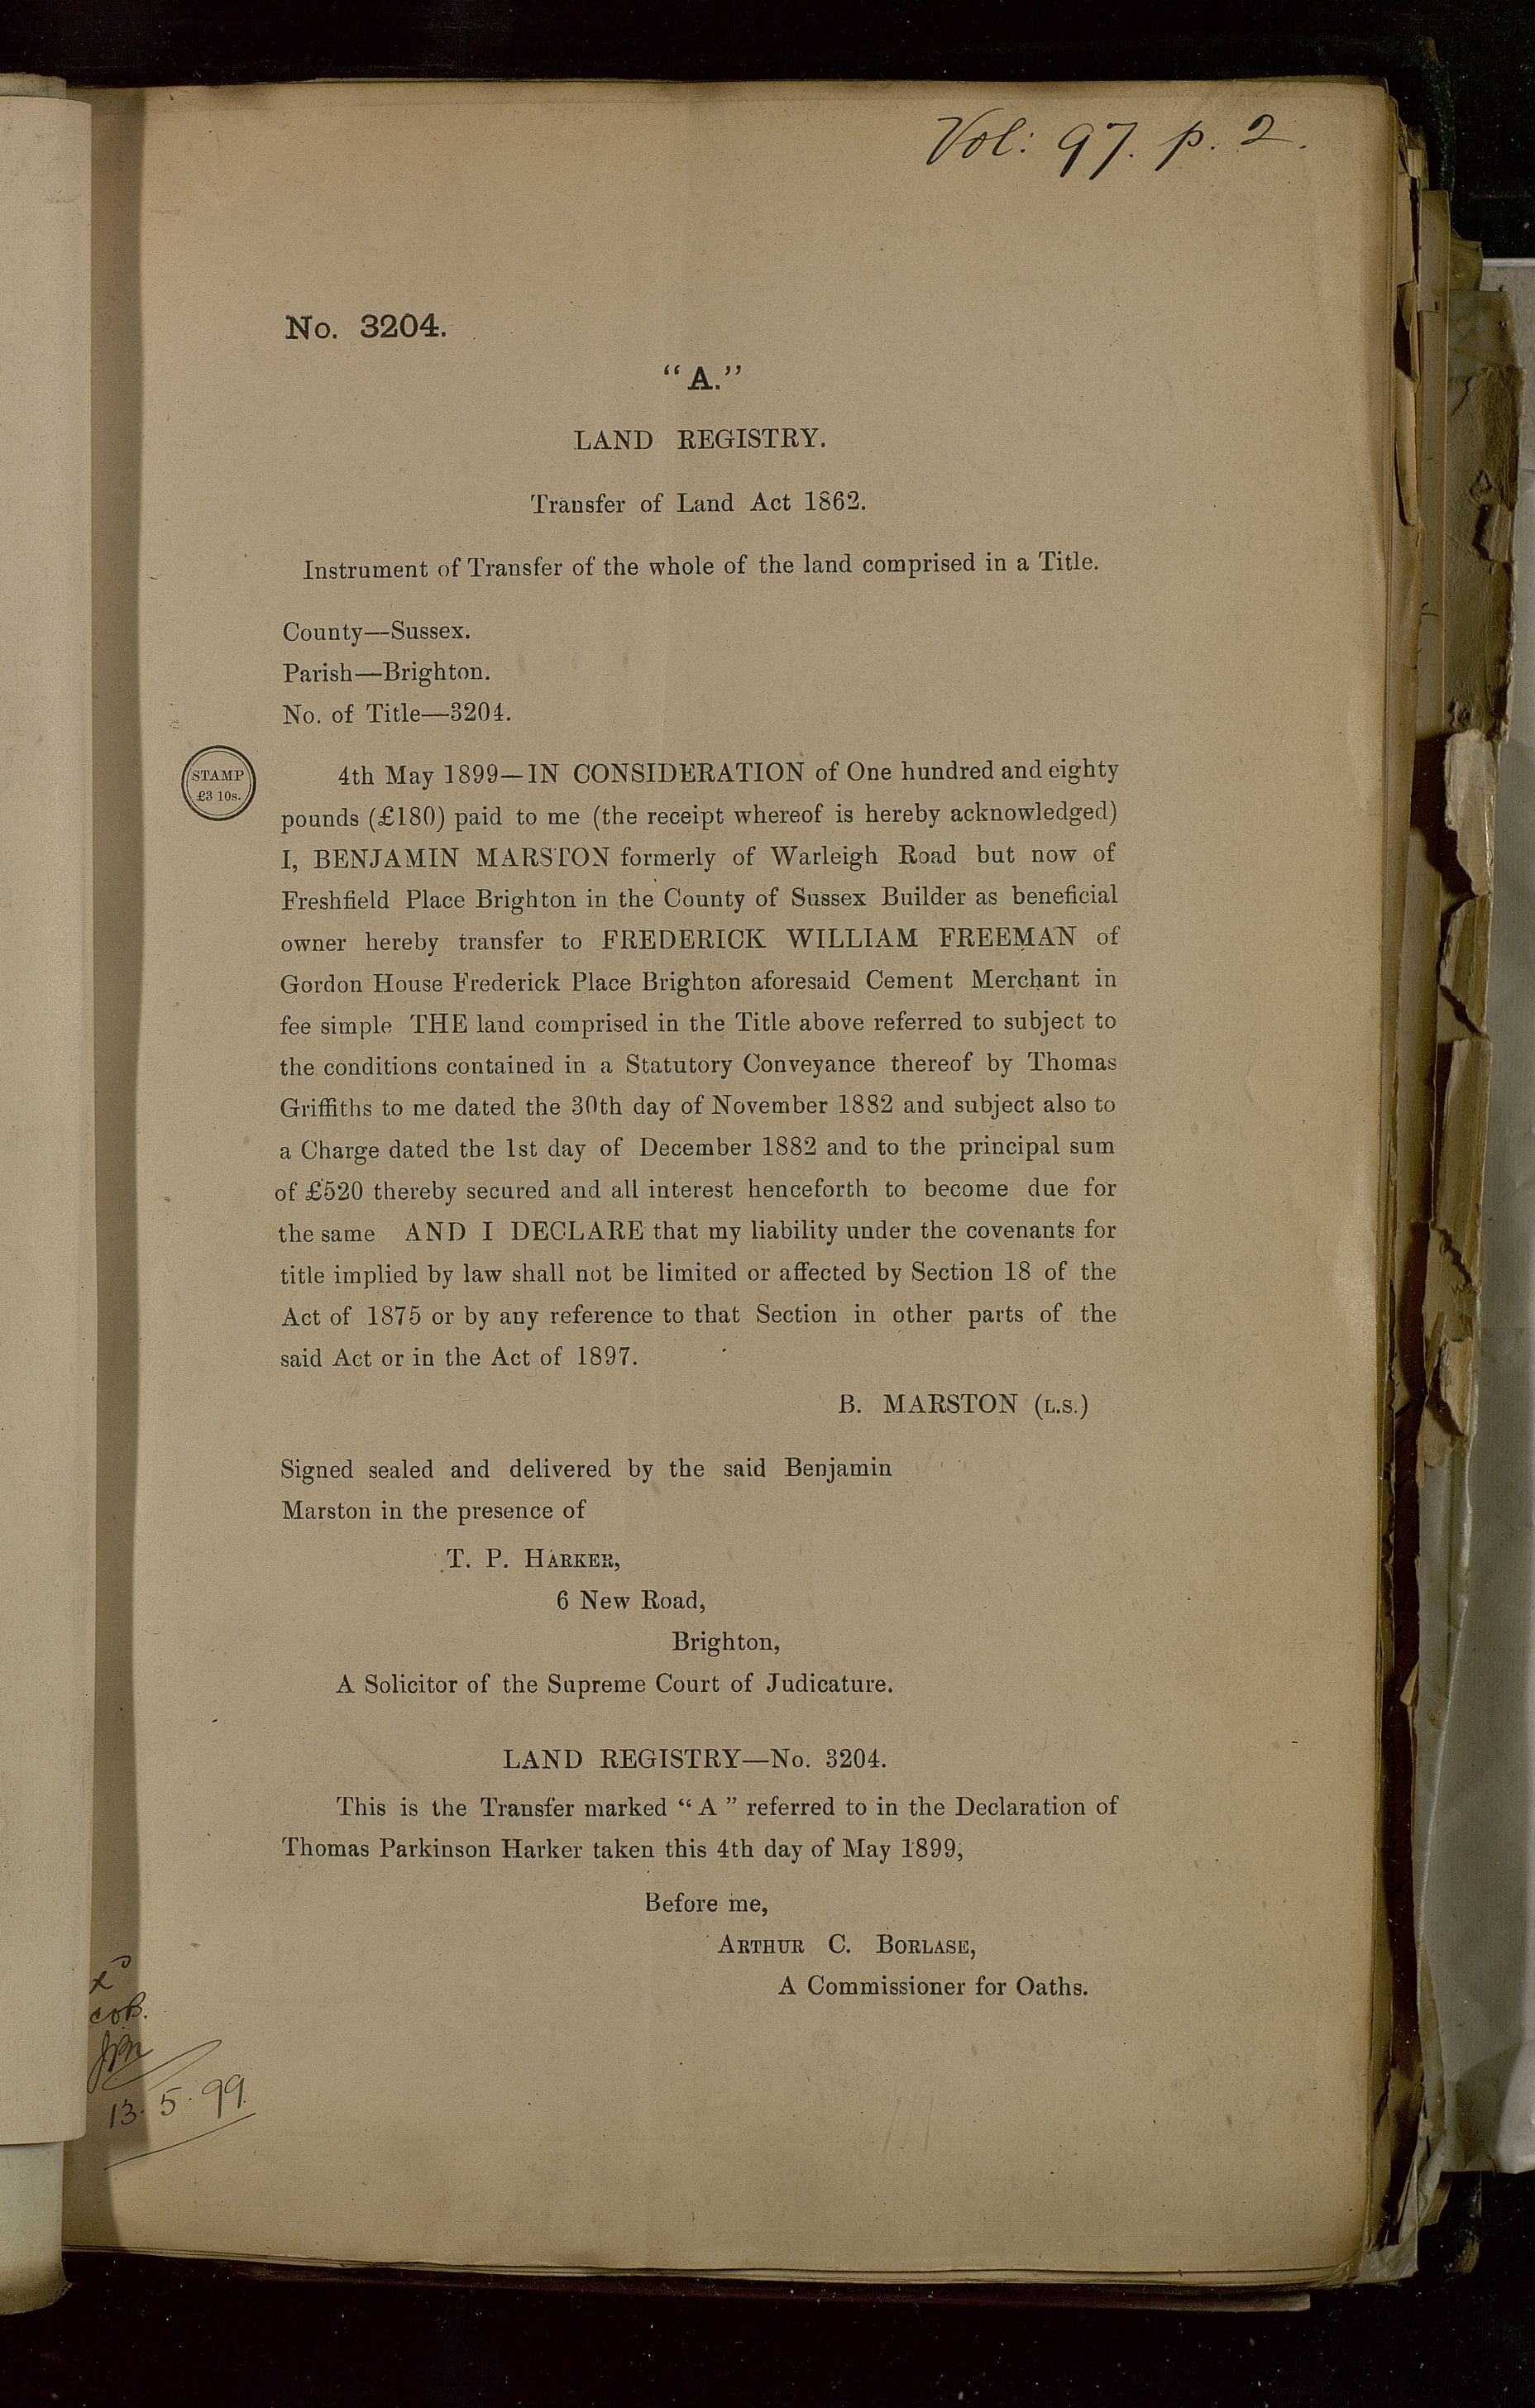 Vol: 97. p. 2.
No. 3204.
"A."
LAND REGISTRY.
Transfer of Land Act 1862.
Instrument of Transfer of the whole of the land comprised in a Title.
County—Sussex.
Parish—Brighton.
No. of Title—3204.
STAMP
£3 10s.
4th May 1899—IN CONSIDERATION of One hundred and eighty
pounds (£180) paid to me (the receipt whereof is hereby acknowledged)
I, BENJAMIN MARSTON formerly of Warleigh Road but now of
Freshfield Place Brighton in the County of Sussex Builder as beneficial
owner hereby transfer to FREDERICK WILLIAM FREEMAN of
Gordon House Frederick Place Brighton aforesaid Cement Merchant in
fee simple THE land comprised in the Title above referred to subject to
the conditions contained in a Statutory Conveyance thereof by Thomas
Griffiths to me dated the 30th day of November 1882 and subject also to
a Charge dated the 1st day of December 1882 and to the principal sum
of £520 thereby secured and all interest henceforth to become due for
the same AND I DECLARE that my liability under the covenants for
title implied by law shall not be limited or affected by Section 18 of the
Act of 1875 or by any reference to that Section in other parts of the
said Act or in the Act of 1897.
B. MARSTON (L.S.)
Signed sealed and delivered by the said Benjamin
Marston in the presence of
T. P. HARKER,
6 New Road,
Brighton,
A Solicitor of the Supreme Court of Judicature.
LAND REGISTRY—No. 3204.
This is the Transfer marked "A" referred to in the Declaration of
Thomas Parkinson Harker taken this 4th day of May 1899,
Before me,
ARTHUR C. BORLASE,
A Commissioner for Oaths.
13.5.99